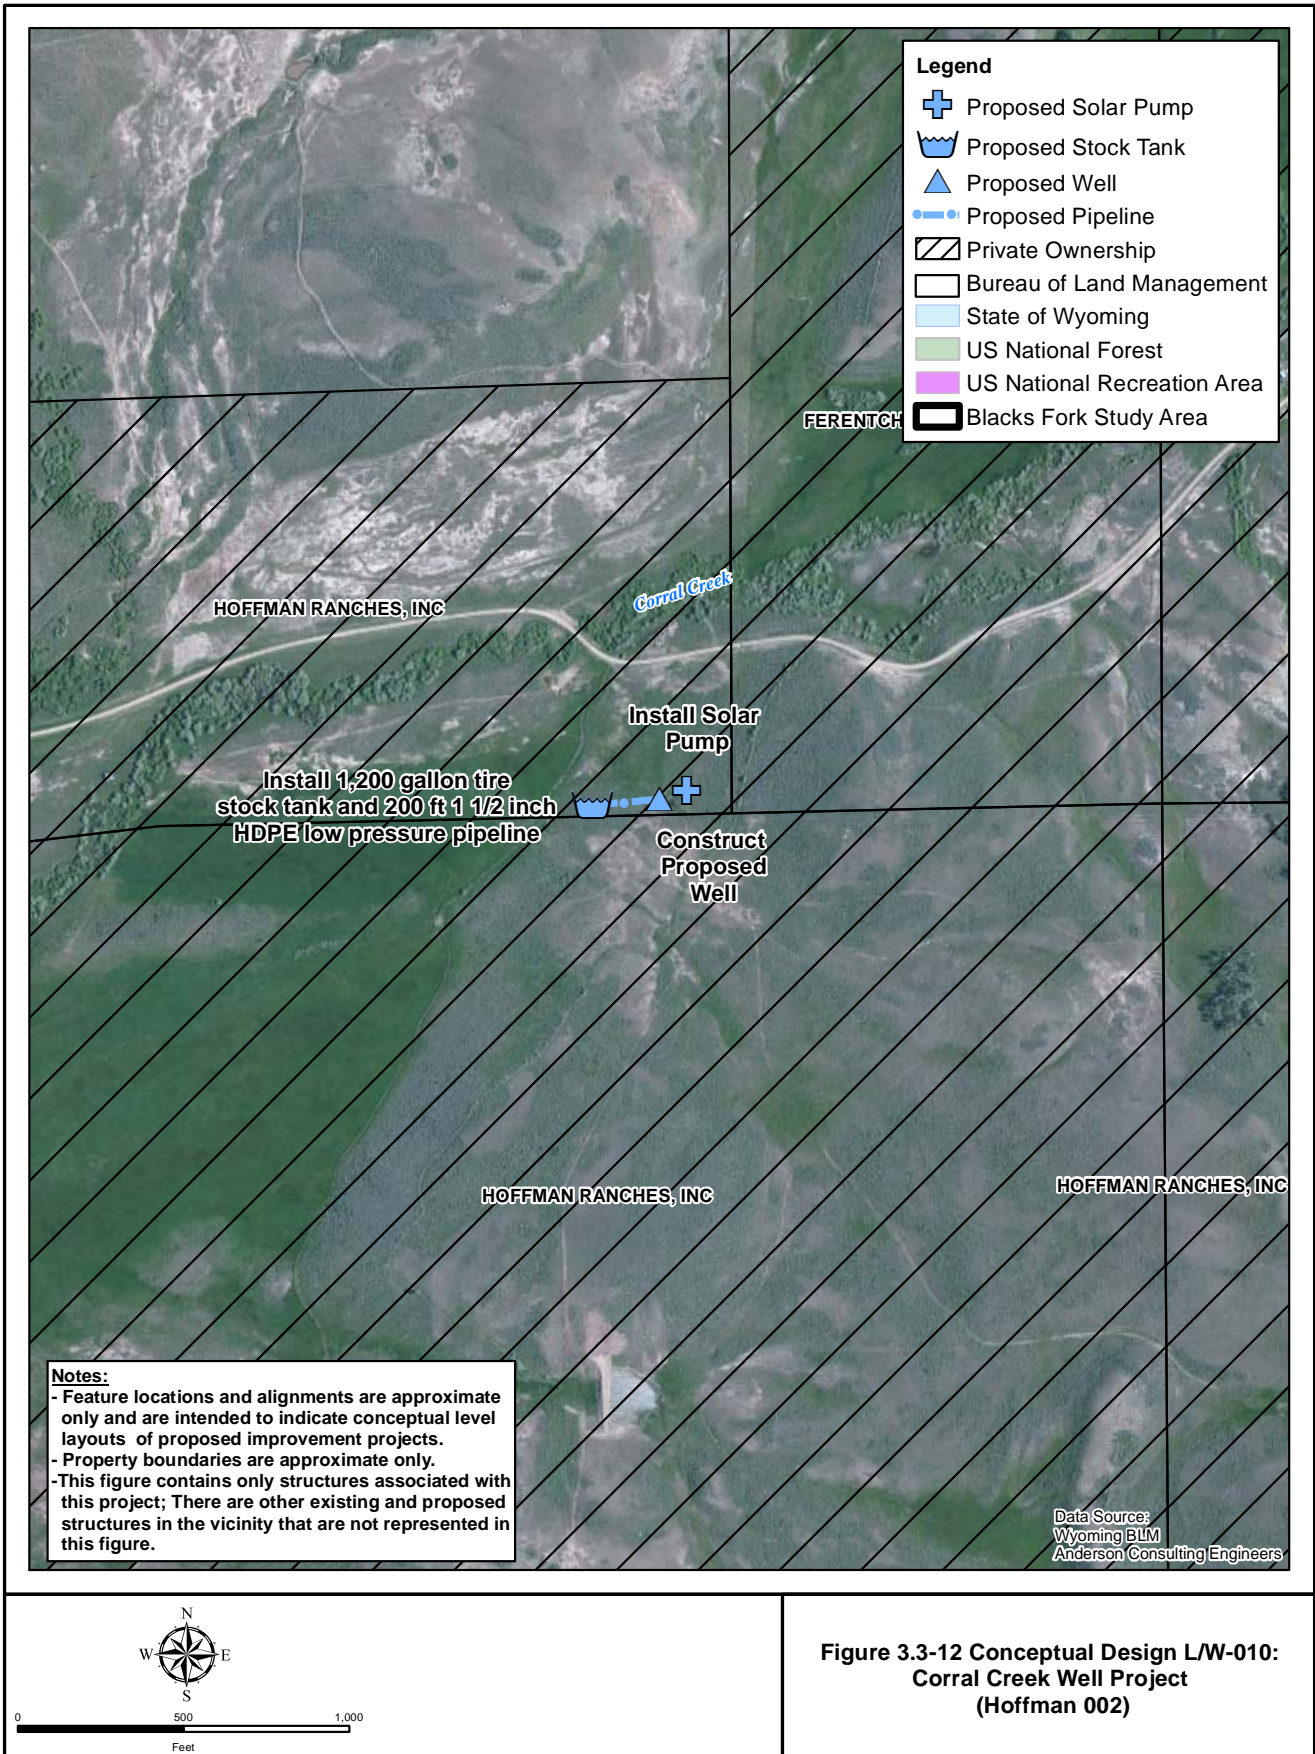 Legend
Proposed Solar Pump
Proposed Stock Tank
Proposed Well
Proposed Pipeline
Private Ownership
Bureau of Land Management
State of Wyoming
US National Forest
US National Recreation Area
Blacks Fork Study Area
FERENTCH
HOFFMAN RANCHES, INC
Corral Creek
Install Solar
Pump
Install 1,200 gallon tire
stock tank and 200 ft 1 1/2 inch
HDPE low pressure pipeline
Construct
Proposed
Well
HOFFMAN RANCHES, INC
HOFFMAN RANCHES, INC
Notes:
- Feature locations and alignments are approximate
only and are intended to indicate conceptual level
layouts of proposed improvement projects.
- Property boundaries are approximate only.
-This figure contains only structures associated with
this project; There are other existing and proposed
structures in the vicinity that are not represented in
this figure.
Data Source:
Wyoming BLM
Anderson Consulting Engineers
N
W E
S
0 500 1,000
Feet
Figure 3.3-12 Conceptual Design L/W-010:
Corral Creek Well Project
(Hoffman 002)